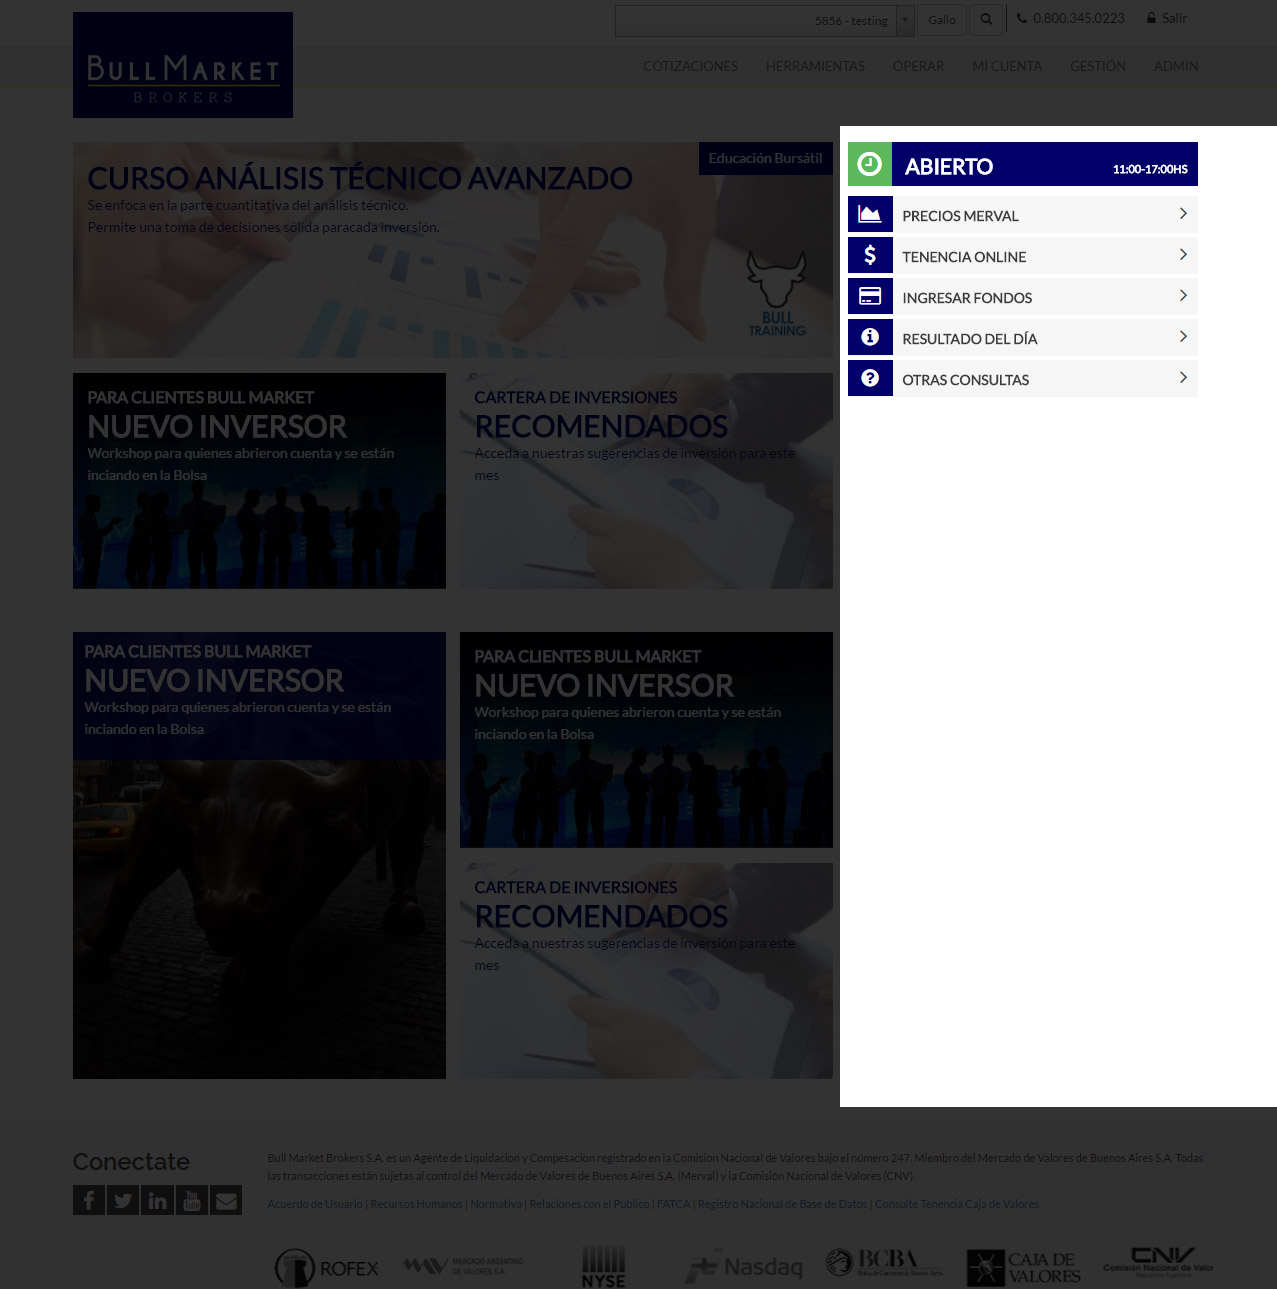 5856 - testing
Gallo
0.800.345.0223
Salir
BULL MARKET
BROKERS
COTIZACIONES
HERRAMIENTAS
OPERAR
MI CUENTA
GESTIÓN
ADMIN
Educación Bursátil
CURSO ANÁLISIS TÉCNICO AVANZADO
Se enfoca en la parte cuantitativa del análisis técnico.
Permite una toma de decisiones sólida paracada inversión.
BULL
TRAINING
ABIERTO
11:00-17:00HS
PRECIOS MERVAL
TENENCIA ONLINE
INGRESAR FONDOS
RESULTADO DEL DÍA
OTRAS CONSULTAS
PARA CLIENTES BULL MARKET
NUEVO INVERSOR
Workshop para quienes abrieron cuenta y se están
inciando en la Bolsa
CARTERA DE INVERSIONES
RECOMENDADOS
Acceda a nuestras sugerencias de inversión para este
mes
PARA CLIENTES BULL MARKET
NUEVO INVERSOR
Workshop para quienes abrieron cuenta y se están
inciando en la Bolsa
PARA CLIENTES BULL MARKET
NUEVO INVERSOR
Workshop para quienes abrieron cuenta y se están
inciando en la Bolsa
CARTERA DE INVERSIONES
RECOMENDADOS
Acceda a nuestras sugerencias de inversión para este
mes
Conectate
Bull Market Brokers S.A. es un Agente de Liquidacion y Compesacion registrado en la Comision Nacional de Valores bajo el número 247. Miembro del Mercado de Valores de Buenos Aires S.A. Todas
las transacciones están sujetas al control del Mercado de Valores de Buenos Aires S.A. (Merval) y la Comisión Nacional de Valores (CNV).
Acuerdo de Usuario | Recursos Humanos | Normativa | Relaciones con el Publico | FATCA | Registro Nacional de Base de Datos | Consulte Tenencia Caja de Valores
ROFEX
MERCADO ARGENTINO
DE VALORES S.A.
NYSE
Nasdaq
BCBA
Bolsa de Comercio de Buenos Aires
CAJA DE
VALORES
CNV
Comisión Nacional de Valor
República Argentina